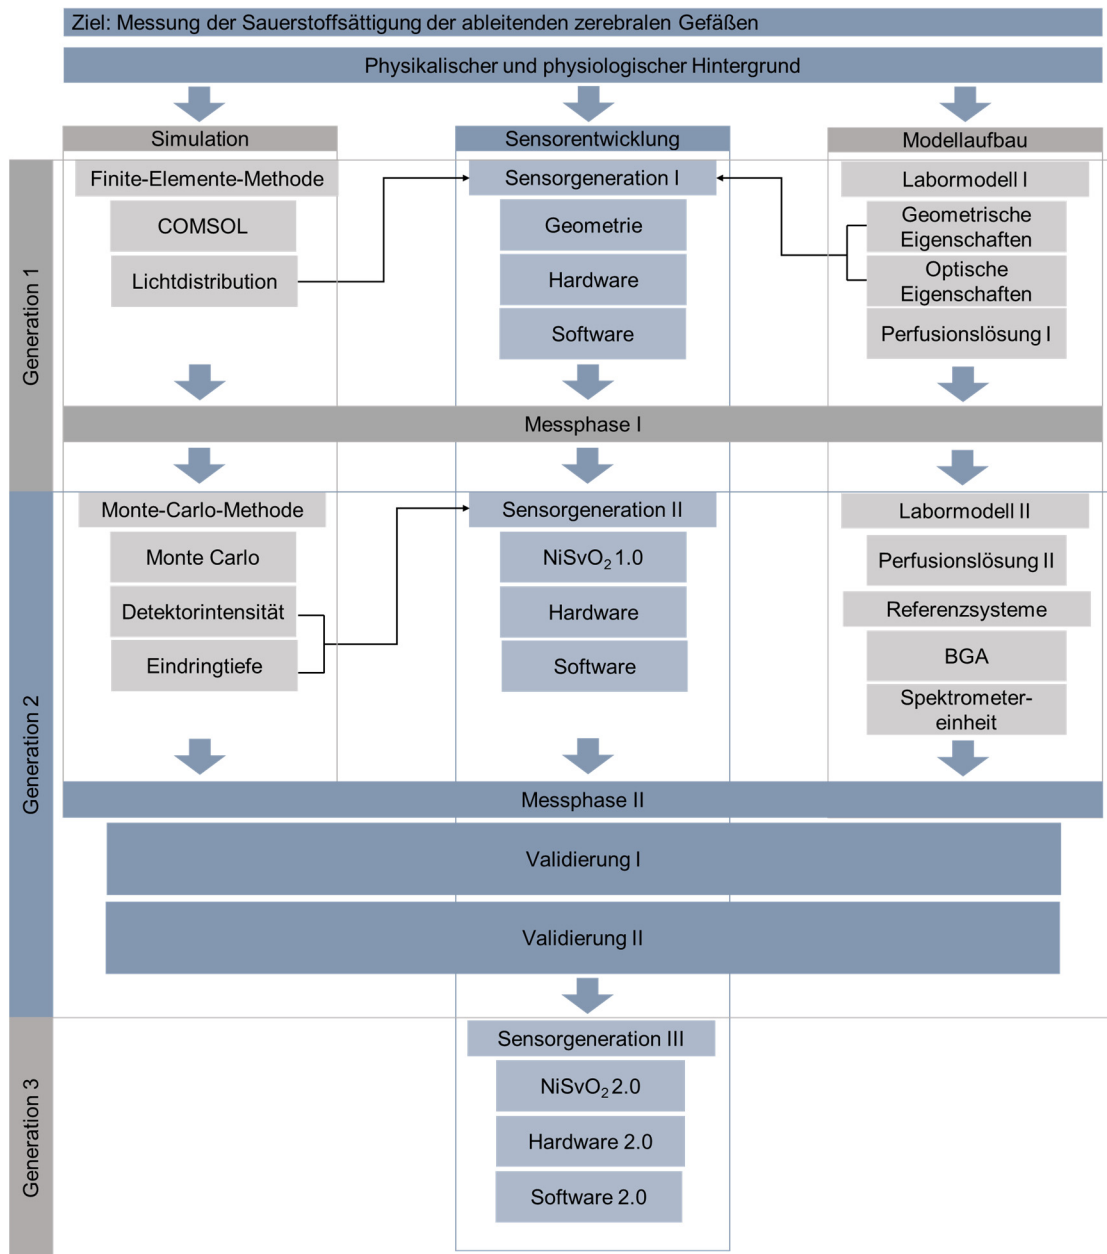 Ziel: Messung der Sauerstoffsättigung der ableitenden zerebralen Gefäßen
Physikalischer und physiologischer Hintergrund
Simulation
Sensorentwicklung
Modellaufbau
Generation 1
Finite-Elemente-Methode
COMSOL
Lichtdistribution
Sensorgeneration I
Geometrie
Hardware
Software
Labormodell I
Geometrische
Eigenschaften
Optische
Eigenschaften
Perfusionslösung I
Messphase I
Generation 2
Monte-Carlo-Methode
Monte Carlo
Detektorintensität
Eindringtiefe
Sensorgeneration II
NiSvO₂ 1.0
Hardware
Software
Labormodell II
Perfusionslösung II
Referenzsysteme
BGA
Spektrometer-
einheit
Messphase II
Validierung I
Validierung II
Generation 3
Sensorgeneration III
NiSvO₂ 2.0
Hardware 2.0
Software 2.0